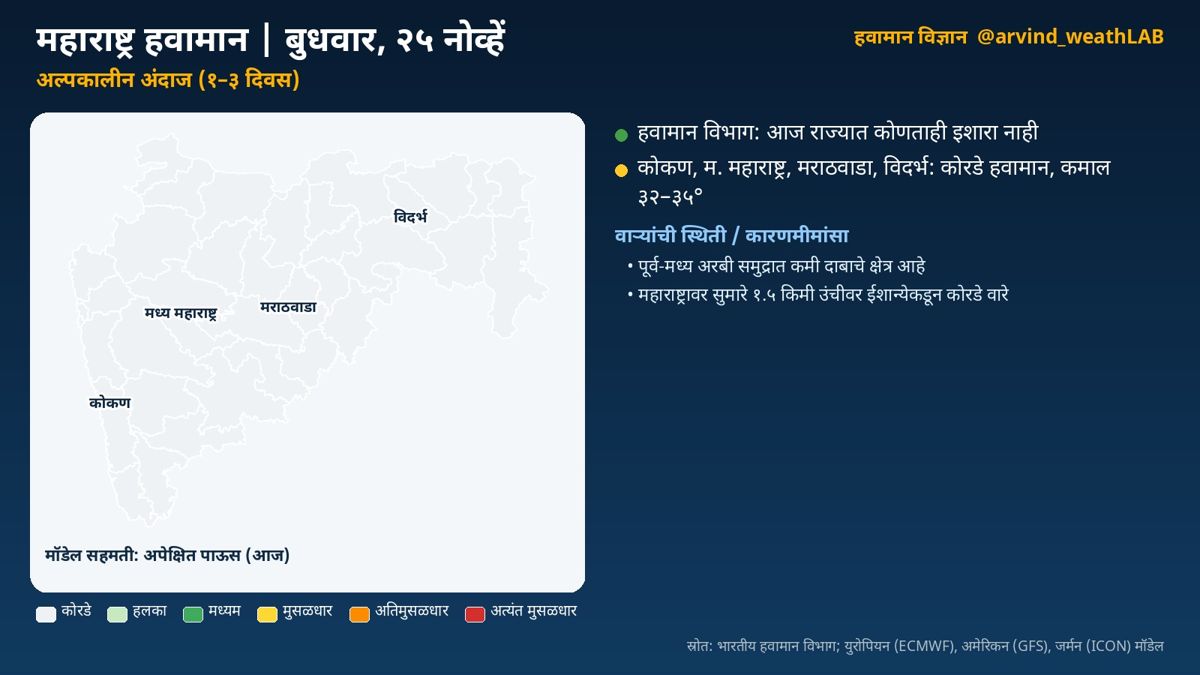 महाराष्ट्र हवामान | बुधवार, २५ नोव्हें
हवामान विज्ञान @arvind_weathLAB
अल्पकालीन अंदाज (१–३ दिवस)
विदर्भ
मध्य महाराष्ट्र
मराठवाडा
कोकण
मॉडेल सहमती: अपेक्षित पाऊस (आज)
कोरडे हलका मध्यम मुसळधार अतिमुसळधार अत्यंत मुसळधार
हवामान विभाग: आज राज्यात कोणताही इशारा नाही
कोकण, म. महाराष्ट्र, मराठवाडा, विदर्भ: कोरडे हवामान, कमाल
३२–३५°
वाऱ्यांची स्थिती / कारणमीमांसा
• पूर्व-मध्य अरबी समुद्रात कमी दाबाचे क्षेत्र आहे
• महाराष्ट्रावर सुमारे १.५ किमी उंचीवर ईशान्येकडून कोरडे वारे
स्रोत: भारतीय हवामान विभाग; युरोपियन (ECMWF), अमेरिकन (GFS), जर्मन (ICON) मॉडेल